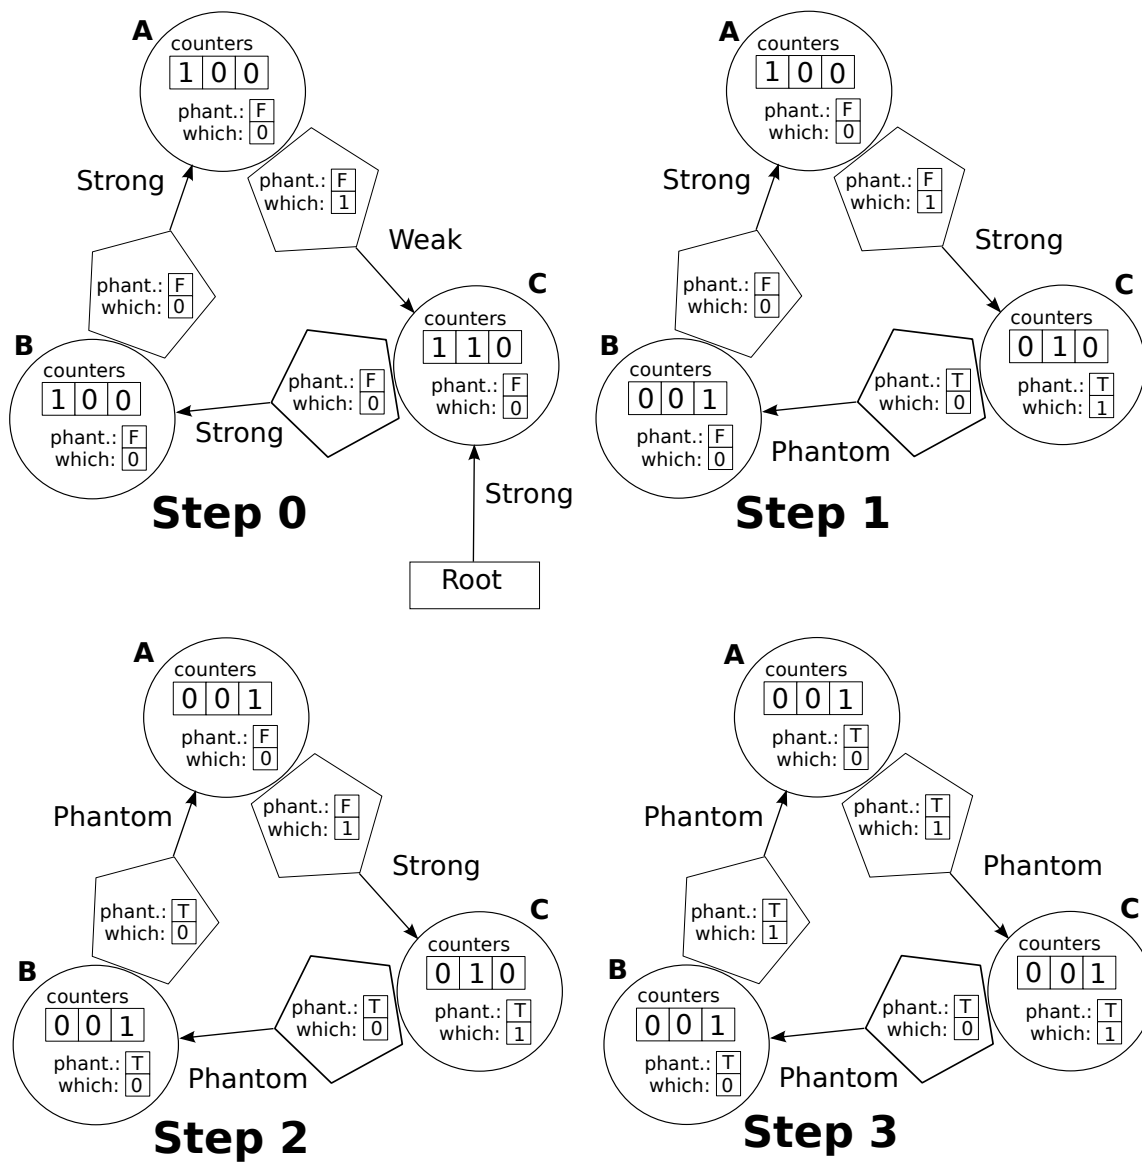 A
counters
1 0 0
phant.: F
which: 0
Strong
phant.: F
which: 1
Weak
phant.: F
which: 0
C
counters
1 1 0
phant.: F
which: 0
B
counters
1 0 0
phant.: F
which: 0
phant.: F
which: 0
Strong
Strong
Step 0
Root
A
counters
1 0 0
phant.: F
which: 0
Strong
phant.: F
which: 1
Strong
phant.: F
which: 0
C
counters
0 1 0
phant.: T
which: 1
B
counters
0 0 1
phant.: F
which: 0
phant.: T
which: 0
Phantom
Step 1
A
counters
0 0 1
phant.: F
which: 0
Phantom
phant.: F
which: 1
Strong
phant.: T
which: 0
C
counters
0 1 0
phant.: T
which: 1
B
counters
0 0 1
phant.: T
which: 0
phant.: T
which: 0
Phantom
Step 2
A
counters
0 0 1
phant.: T
which: 0
Phantom
phant.: T
which: 1
Phantom
phant.: T
which: 1
C
counters
0 0 1
phant.: T
which: 1
B
counters
0 0 1
phant.: T
which: 0
phant.: T
which: 0
Phantom
Step 3